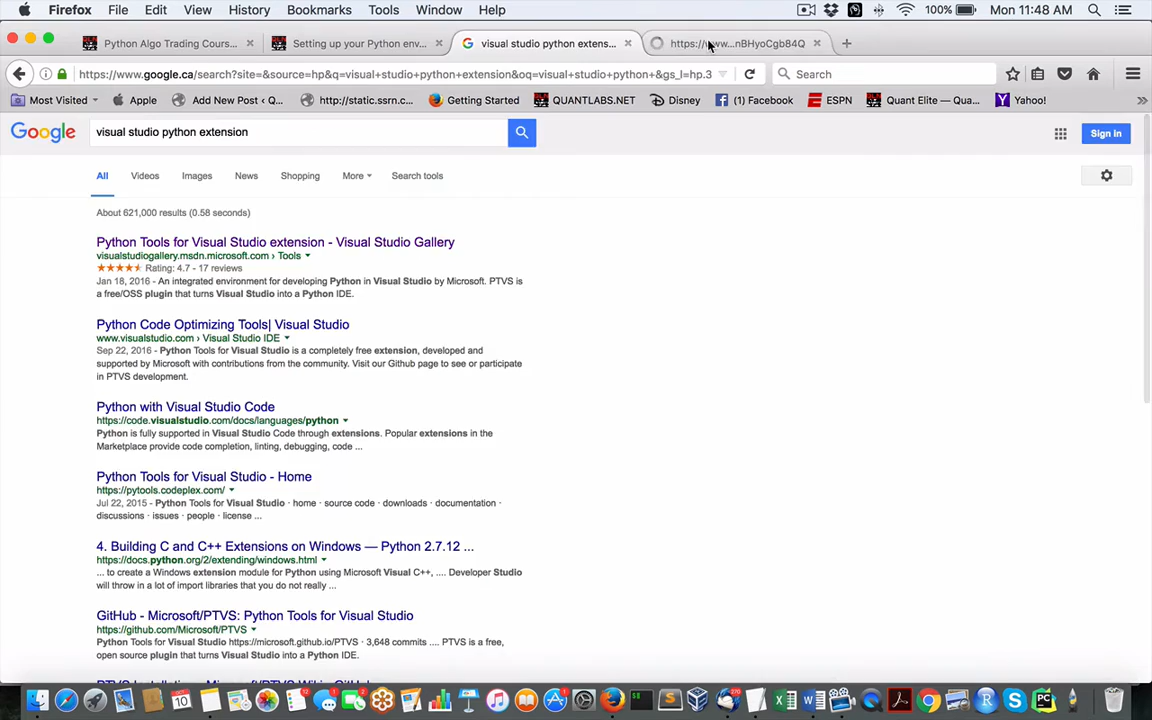 Firefox File Edit View History Bookmarks Tools Window Help 100% Mon 11:48 AM
Python Algo Trading Cours... Setting up your Python env... visual studio python extens... https://www...nBHyoCgb84Q
https://www.google.ca/search?site=&source=hp&q=visual+studio+python+extension&oq=visual+studio+python+&gs_l=hp.3 Search
Most Visited Apple Add New Post ‹ Q... http://static.ssrn.c... Getting Started QUANTLABS.NET Disney (1) Facebook ESPN Quant Elite — Qua... Yahoo!
Google visual studio python extension Sign in
All Videos Images News Shopping More Search tools
About 621,000 results (0.58 seconds)
Python Tools for Visual Studio extension - Visual Studio Gallery
visualstudiogallery.msdn.microsoft.com › Tools
Rating: 4.7 - 17 reviews
Jan 18, 2016 - An integrated environment for developing Python in Visual Studio by Microsoft. PTVS is
a free/OSS plugin that turns Visual Studio into a Python IDE.
Python Code Optimizing Tools| Visual Studio
www.visualstudio.com › Visual Studio IDE
Sep 22, 2016 - Python Tools for Visual Studio is a completely free extension, developed and
supported by Microsoft with contributions from the community. Visit our Github page to see or participate
in PTVS development.
Python with Visual Studio Code
https://code.visualstudio.com/docs/languages/python
Python is fully supported in Visual Studio Code through extensions. Popular extensions in the
Marketplace provide code completion, linting, debugging, code ...
Python Tools for Visual Studio - Home
https://pytools.codeplex.com/
Jul 22, 2015 - Python Tools for Visual Studio · home · source code · downloads · documentation ·
discussions · issues · people · license ...
4. Building C and C++ Extensions on Windows — Python 2.7.12 ...
https://docs.python.org/2/extending/windows.html
... to create a Windows extension module for Python using Microsoft Visual C++, .... Developer Studio
will throw in a lot of import libraries that you do not really ...
GitHub - Microsoft/PTVS: Python Tools for Visual Studio
https://github.com/Microsoft/PTVS
Python Tools for Visual Studio https://microsoft.github.io/PTVS · 3,648 commits .... PTVS is a free,
open source plugin that turns Visual Studio into a Python IDE.